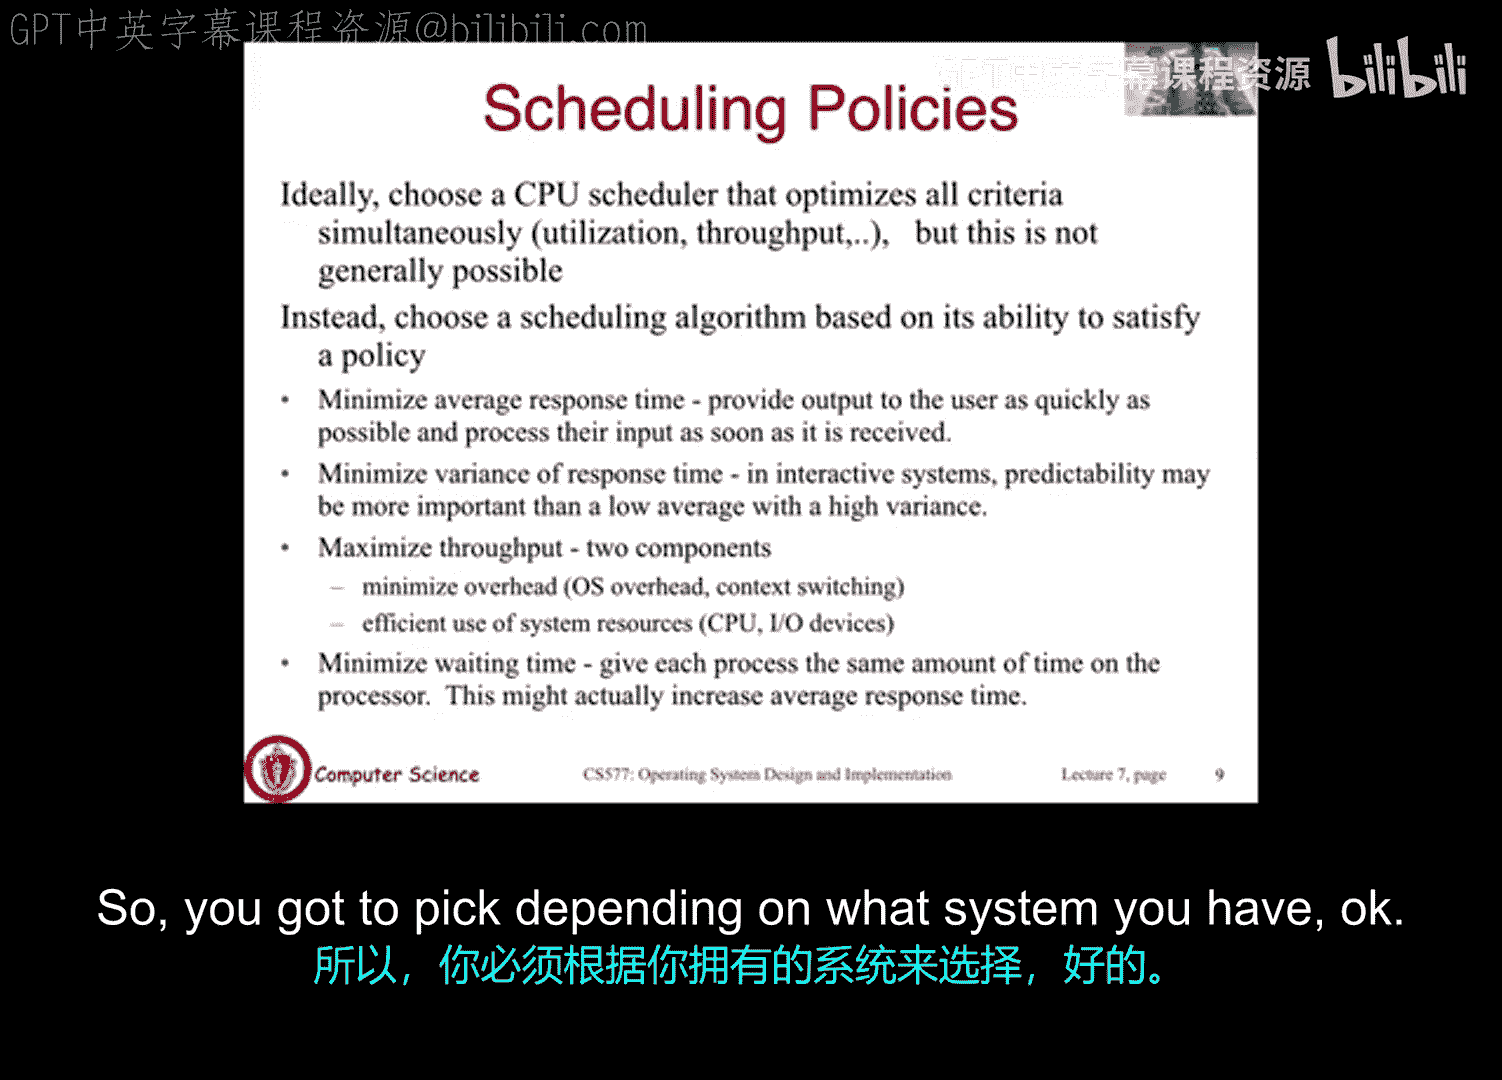 GPT中英字幕课程资源@bilibili.com
课程资源 bilibili
Scheduling Policies
Ideally, choose a CPU scheduler that optimizes all criteria
simultaneously (utilization, throughput,..), but this is not
generally possible
Instead, choose a scheduling algorithm based on its ability to satisfy
a policy
• Minimize average response time - provide output to the user as quickly as
possible and process their input as soon as it is received.
• Minimize variance of response time - in interactive systems, predictability may
be more important than a low average with a high variance.
• Maximize throughput - two components
– minimize overhead (OS overhead, context switching)
– efficient use of system resources (CPU, I/O devices)
• Minimize waiting time - give each process the same amount of time on the
processor. This might actually increase average response time.
Computer Science CS577: Operating System Design and Implementation Lecture 7, page 9
So, you got to pick depending on what system you have, ok.
所以，你必须根据你拥有的系统来选择，好的。